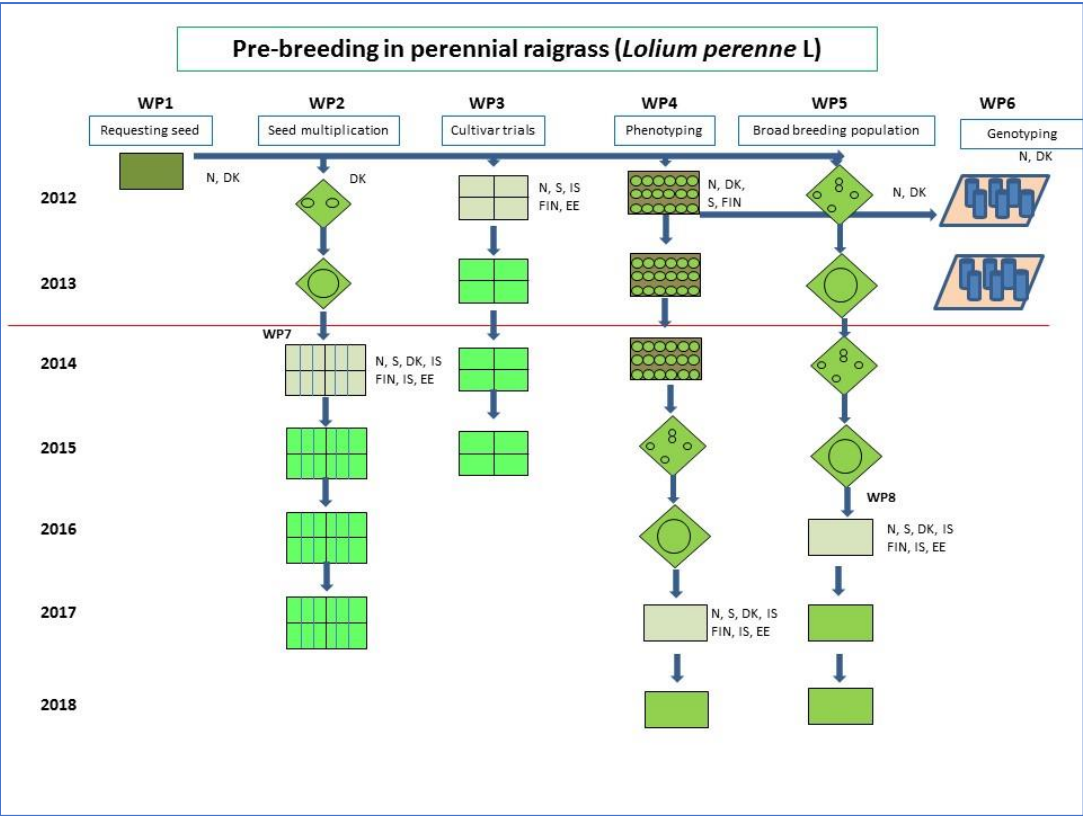 Pre-breeding in perennial raigrass (Lolium perenne L)
WP1
WP2
WP3
WP4
WP5
WP6
Requesting seed
Seed multiplication
Cultivar trials
Phenotyping
Broad breeding population
Genotyping
2012
N, DK
DK
N, S, IS
FIN, EE
N, DK,
S, FIN
N, DK
N, DK
2013
WP7
2014
N, S, DK, IS
FIN, IS, EE
2015
WP8
2016
N, S, DK, IS
FIN, IS, EE
2017
N, S, DK, IS
FIN, IS, EE
2018